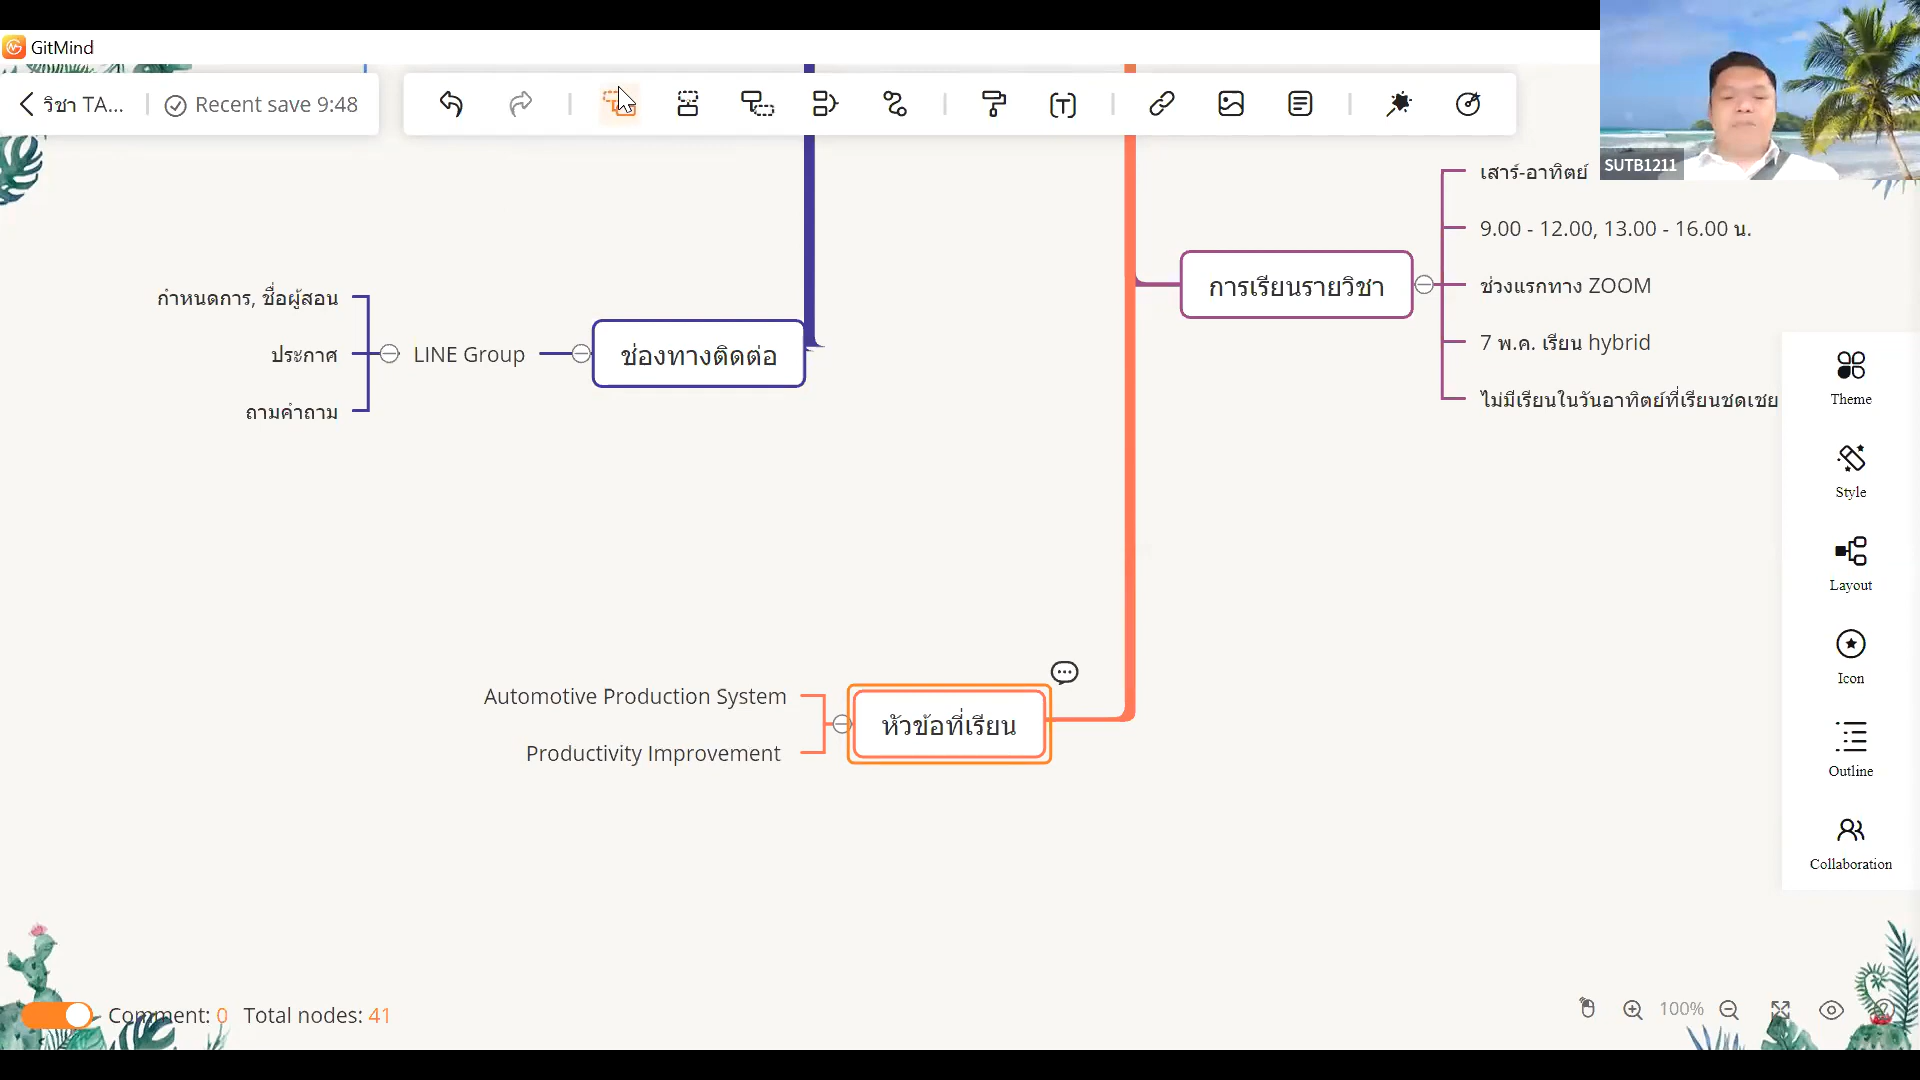 GitMind
วิชา TA...
Recent save 9:48
SUTB1211
เสาร์-อาทิตย์
9.00 - 12.00, 13.00 - 16.00 น.
การเรียนรายวิชา
ช่วงแรกทาง ZOOM
7 พ.ค. เรียน hybrid
ไม่มีเรียนในวันอาทิตย์ที่เรียนชดเชย
กำหนดการ, ชื่อผู้สอน
ประกาศ
LINE Group
ช่องทางติดต่อ
ถามคำถาม
Theme
Style
Layout
Icon
Outline
Collaboration
Automotive Production System
หัวข้อที่เรียน
Productivity Improvement
Comment: 0
Total nodes: 41
100%